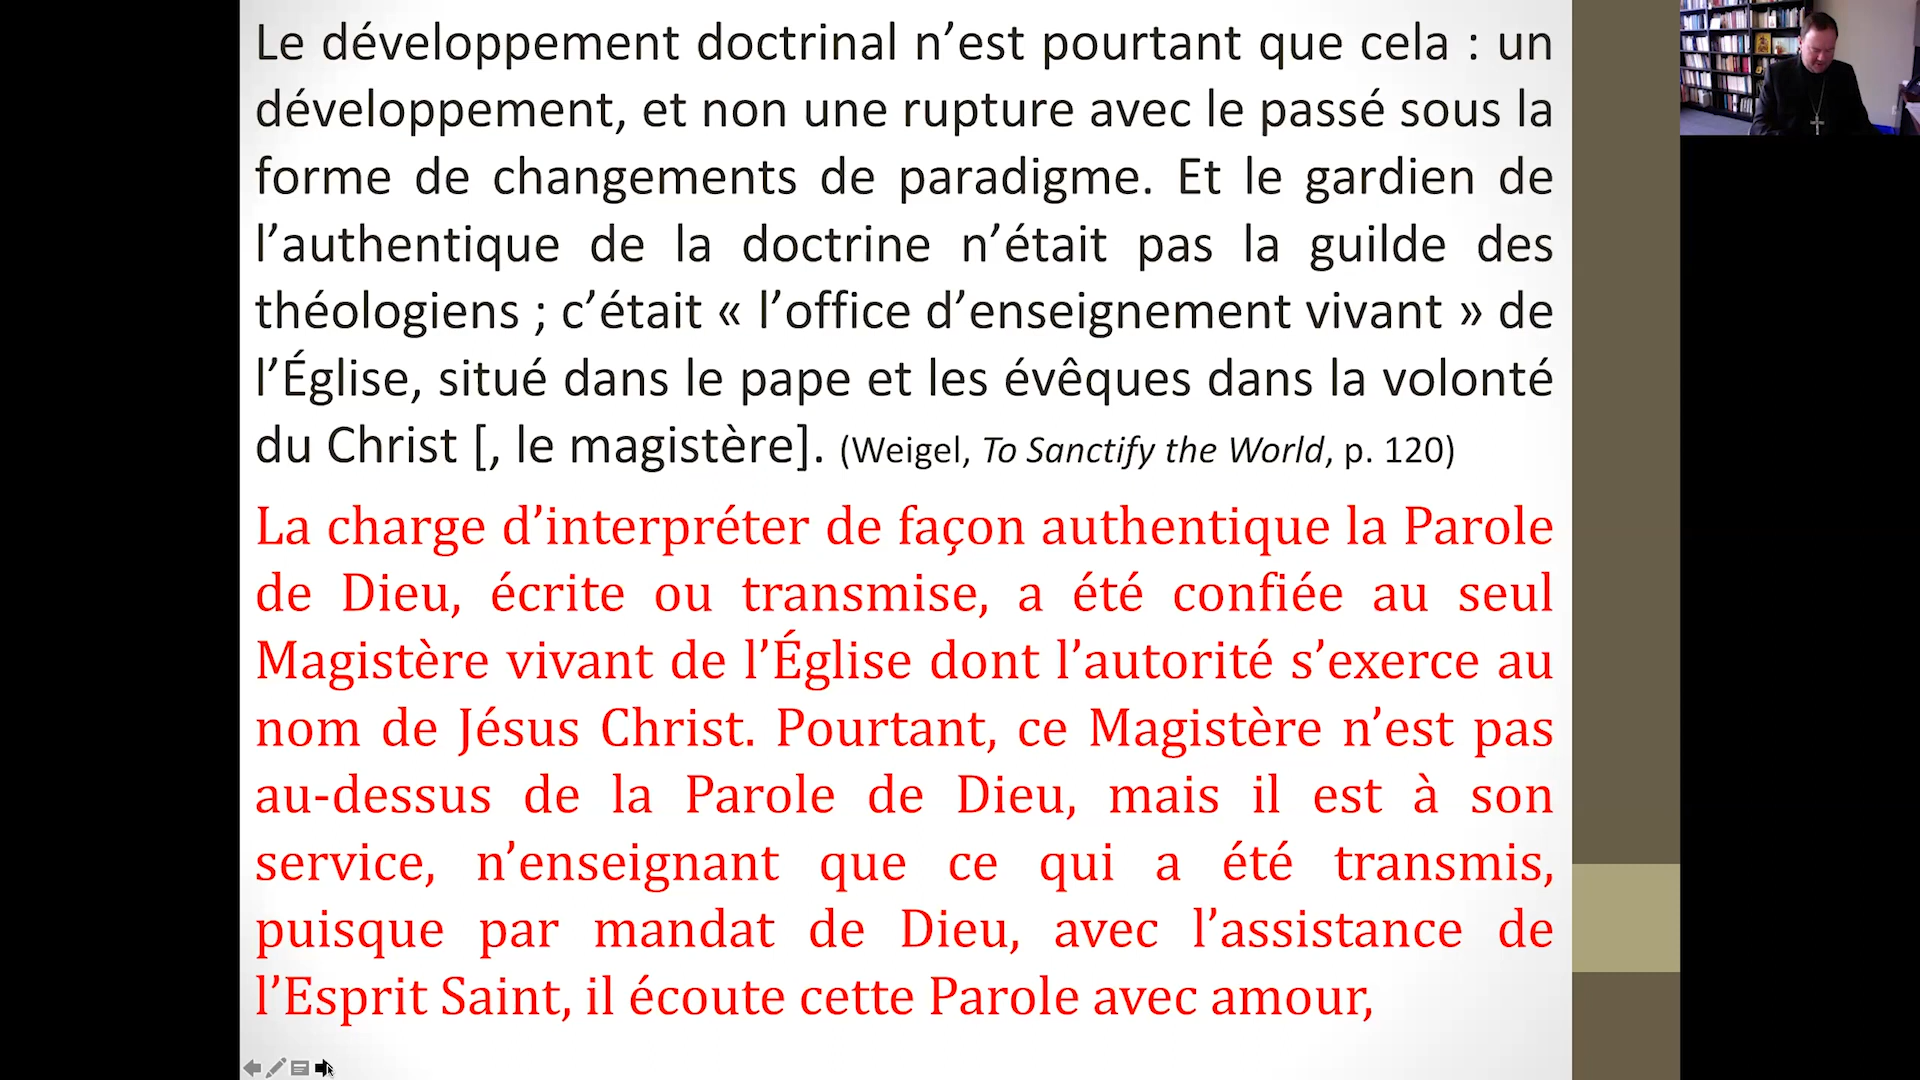 Le développement doctrinal n’est pourtant que cela : un
développement, et non une rupture avec le passé sous la
forme de changements de paradigme. Et le gardien de
l’authentique de la doctrine n’était pas la guilde des
théologiens ; c’était « l’office d’enseignement vivant » de
l’Église, situé dans le pape et les évêques dans la volonté
du Christ [, le magistère]. (Weigel, To Sanctify the World, p. 120)
La charge d’interpréter de façon authentique la Parole
de Dieu, écrite ou transmise, a été confiée au seul
Magistère vivant de l’Église dont l’autorité s’exerce au
nom de Jésus Christ. Pourtant, ce Magistère n’est pas
au-dessus de la Parole de Dieu, mais il est à son
service, n’enseignant que ce qui a été transmis,
puisque par mandat de Dieu, avec l’assistance de
l’Esprit Saint, il écoute cette Parole avec amour,